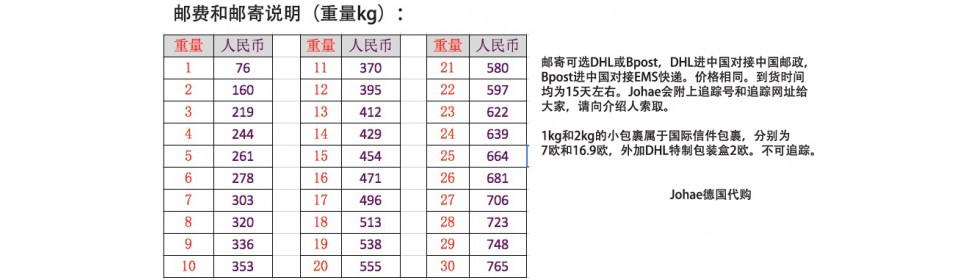 邮费和邮寄说明（重量kg）：
重量 人民币 重量 人民币 重量 人民币
1 76 11 370 21 580
2 160 12 395 22 597
3 219 13 412 23 622
4 244 14 429 24 639
5 261 15 454 25 664
6 278 16 471 26 681
7 303 17 496 27 706
8 320 18 513 28 723
9 336 19 538 29 748
10 353 20 555 30 765
邮寄可选DHL或Bpost，DHL进中国对接中国邮政，
Bpost进中国对接EMS快递。价格相同。到货时间
均为15天左右。Johae会附上追踪号和追踪网址给
大家，请向介绍人索取。
1kg和2kg的小包裹属于国际信件包裹，分别为
7欧和16.9欧，外加DHL特制包装盒2欧。不可追踪。
Johae德国代购